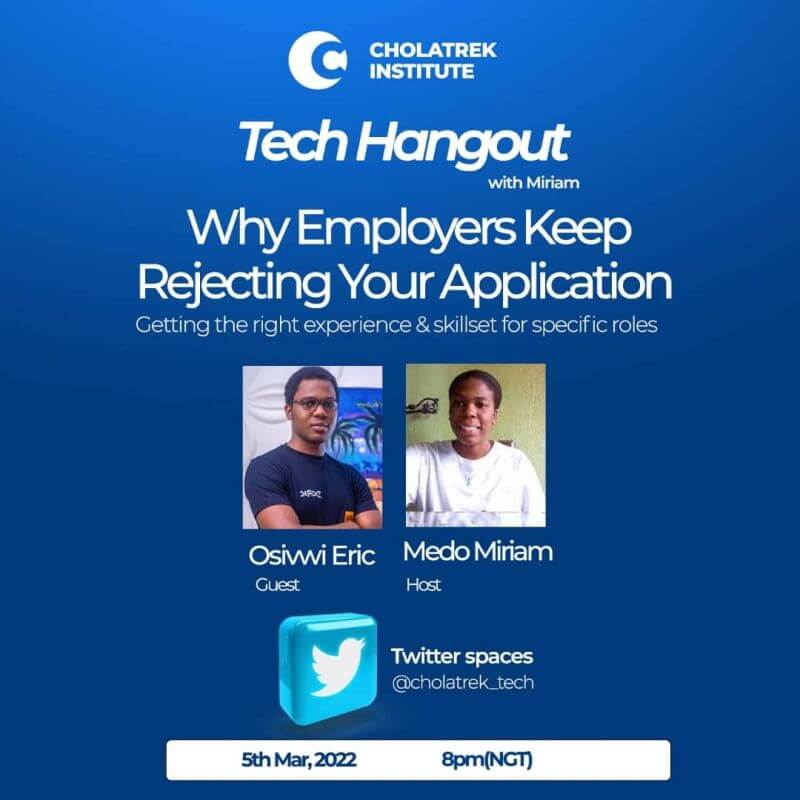 CHOLATREK
INSTITUTE
Tech Hangout
with Miriam
Why Employers Keep
Rejecting Your Application
Getting the right experience & skillset for specific roles
Osivwi Eric
Medo Miriam
Guest
Host
Twitter spaces
@cholatrek_tech
5th Mar, 2022
8pm(NGT)